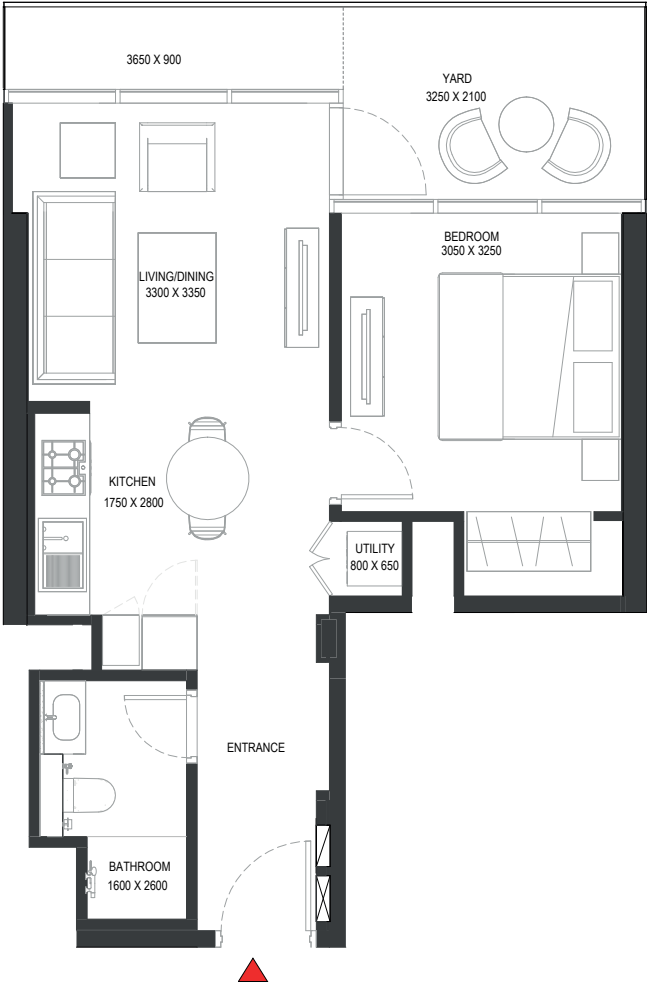 3650 X 900
YARD
3250 X 2100
BEDROOM
3050 X 3250
LIVING/DINING
3300 X 3350
KITCHEN
1750 X 2800
UTILITY
800 X 650
ENTRANCE
BATHROOM
1600 X 2600